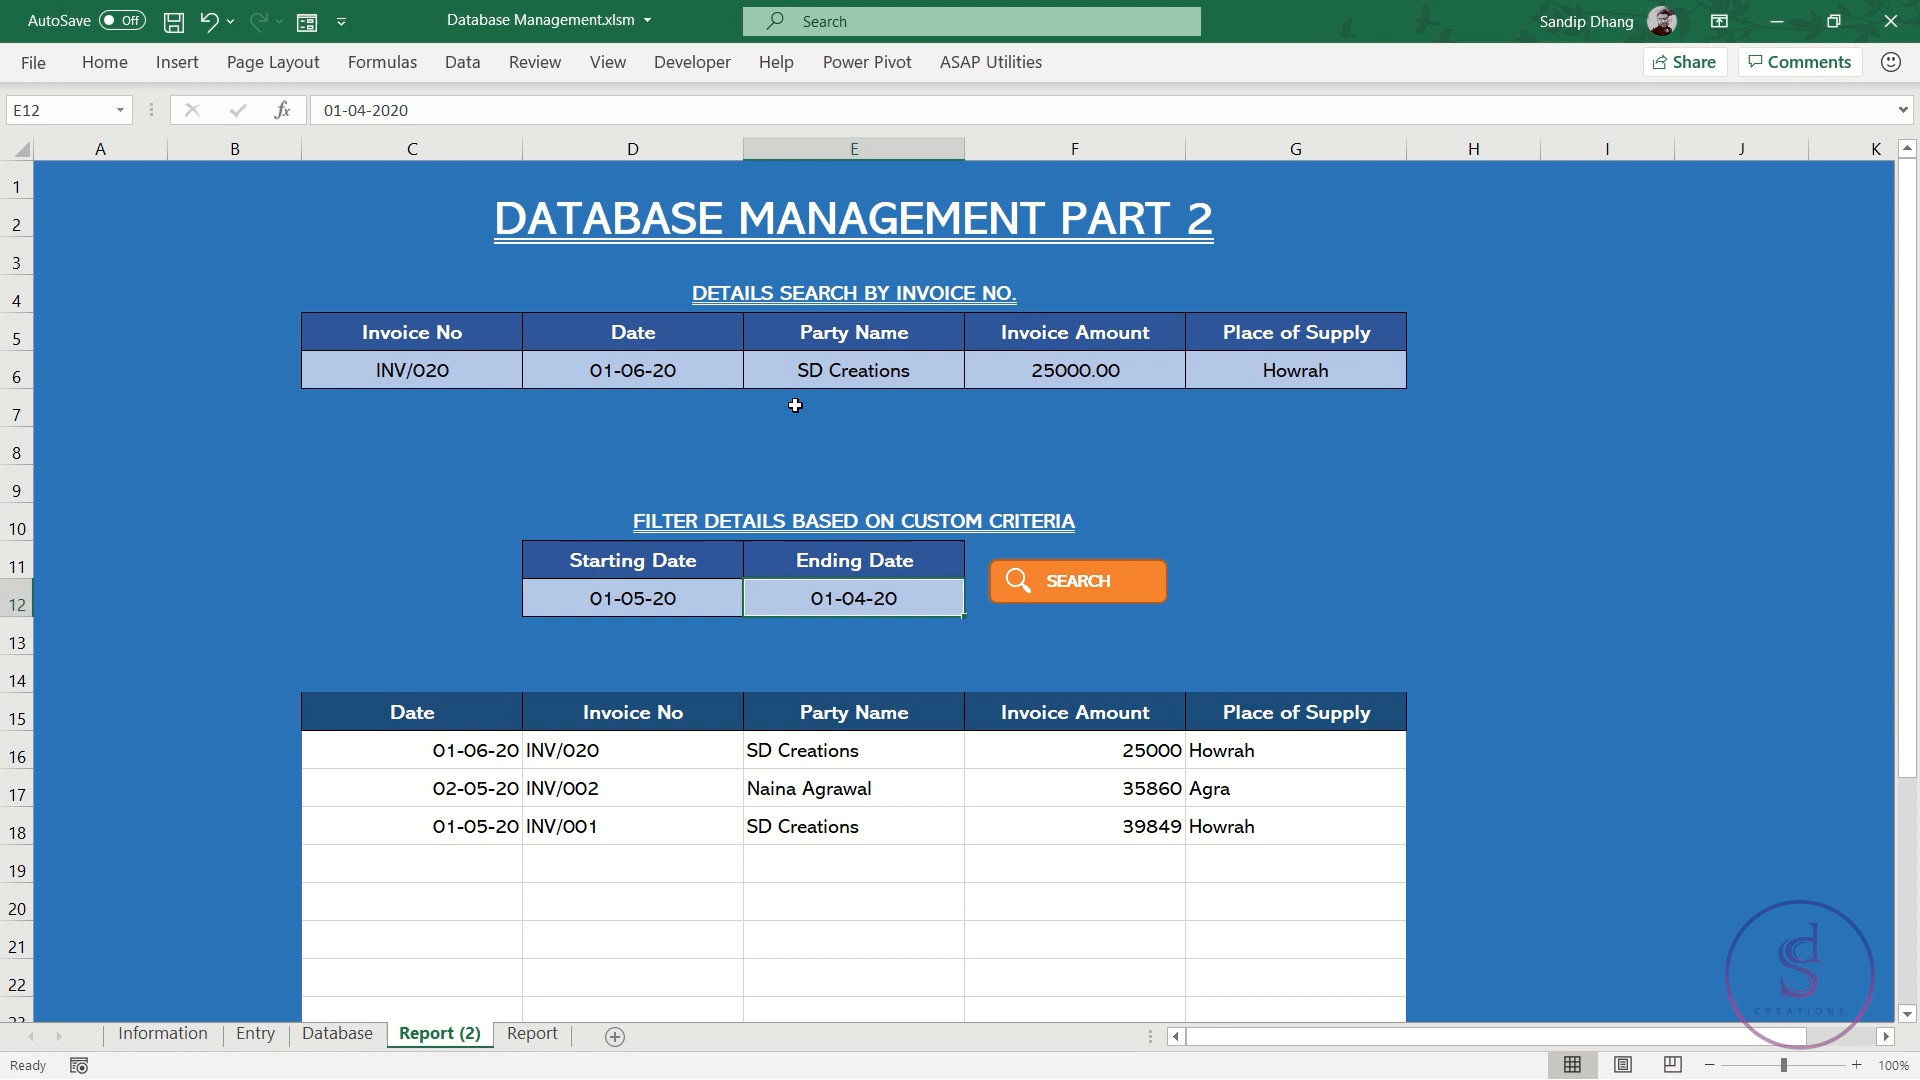 AutoSave Off Database Management.xlsm Search Sandip Dhang
File Home Insert Page Layout Formulas Data Review View Developer Help Power Pivot ASAP Utilities Share Comments
E12 fx 01-04-2020
A B C D E F G H I J K
1
2 DATABASE MANAGEMENT PART 2
3
4 DETAILS SEARCH BY INVOICE NO.
5 Invoice No Date Party Name Invoice Amount Place of Supply
6 INV/020 01-06-20 SD Creations 25000.00 Howrah
7
8
9
10 FILTER DETAILS BASED ON CUSTOM CRITERIA
11 Starting Date Ending Date SEARCH
12 01-05-20 01-04-20
13
14
15 Date Invoice No Party Name Invoice Amount Place of Supply
16 01-06-20 INV/020 SD Creations 25000 Howrah
17 02-05-20 INV/002 Naina Agrawal 35860 Agra
18 01-05-20 INV/001 SD Creations 39849 Howrah
19
20
21
22
23
Information Entry Database Report (2) Report
Ready 100%
sd
CREATIONS